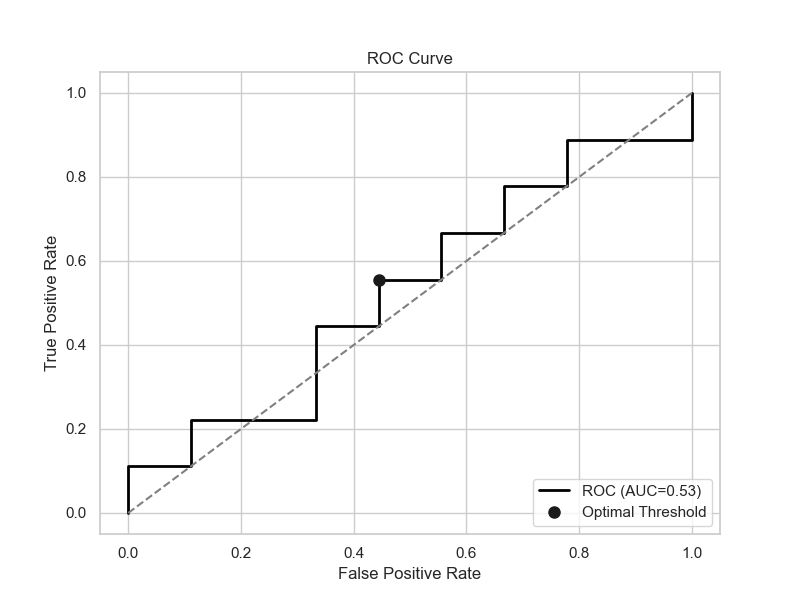 ROC Curve
True Positive Rate
1.0
0.8
0.6
0.4
0.2
0.0
0.0 0.2 0.4 0.6 0.8 1.0
False Positive Rate
ROC (AUC=0.53)
Optimal Threshold